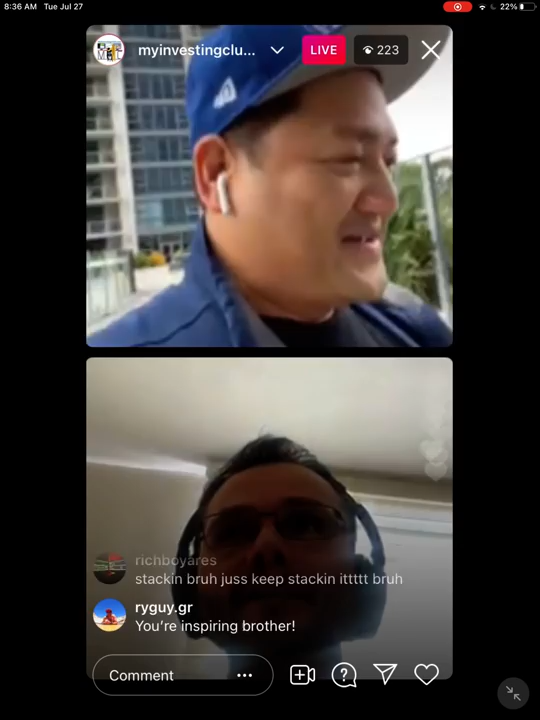 8:36 AM Tue Jul 27
22%
myinvestingclu...
LIVE
223
richboyares
stackin bruh juss keep stackin ittttt bruh
ryguy.gr
You're inspiring brother!
Comment